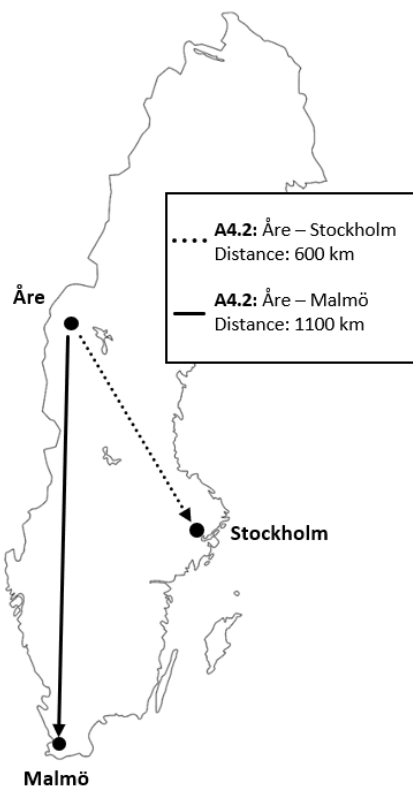 A4.2: Åre – Stockholm
Distance: 600 km
A4.2: Åre – Malmö
Distance: 1100 km
Åre
Stockholm
Malmö